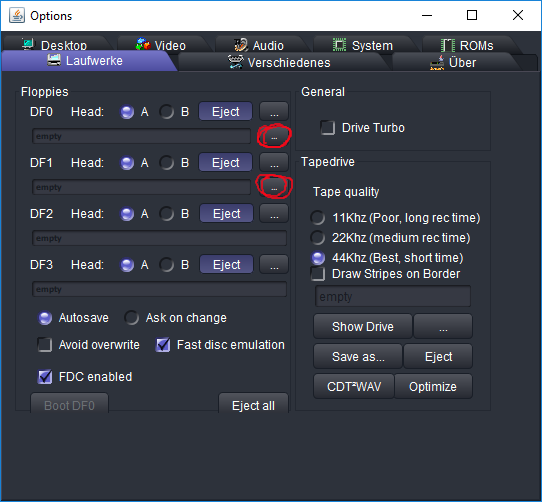 Options
Desktop Video Audio System ROMs
Laufwerke Verschiedenes Über
Floppies
DF0 Head: A B Eject ...
empty ...
DF1 Head: A B Eject ...
empty ...
DF2 Head: A B Eject ...
empty
DF3 Head: A B Eject ...
empty
Autosave Ask on change
Avoid overwrite Fast disc emulation
FDC enabled
Boot DF0 Eject all
General
Drive Turbo
Tapedrive
Tape quality
11Khz (Poor, long rec time)
22Khz (medium rec time)
44Khz (Best, short time)
Draw Stripes on Border
empty
Show Drive ...
Save as... Eject
CDT²WAV Optimize